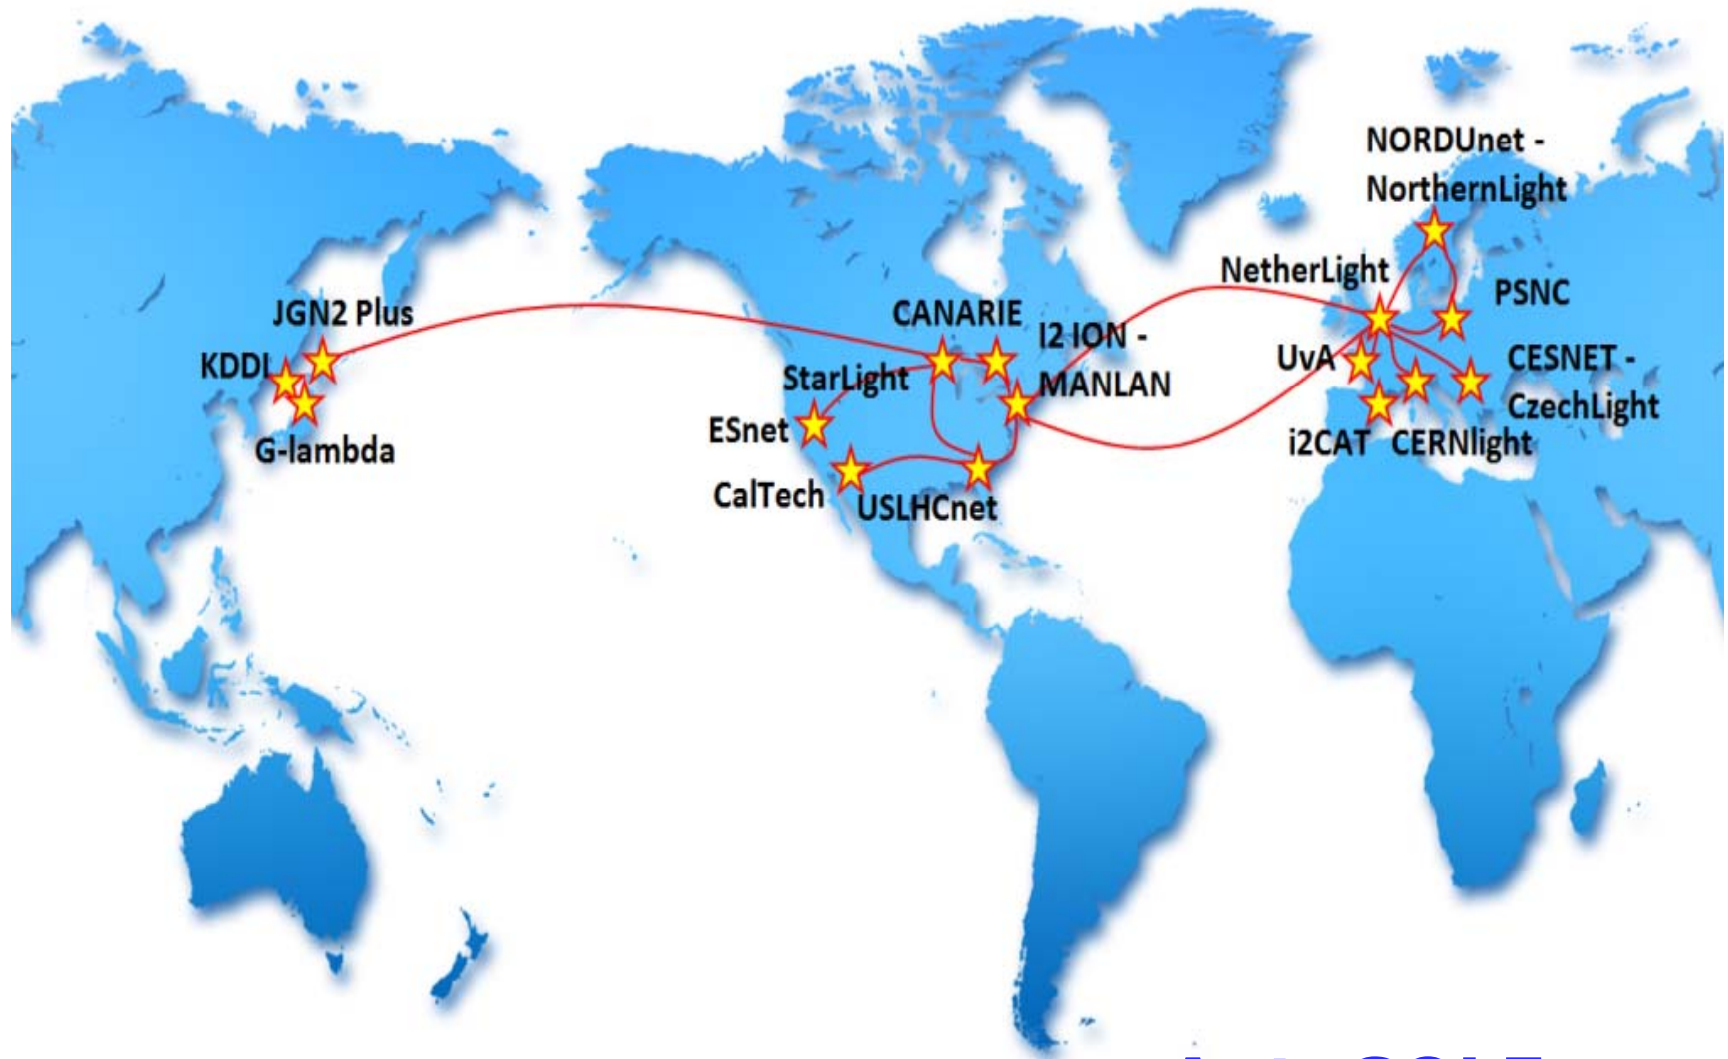 NORDUnet -
NorthernLight
NetherLight
PSNC
JGN2 Plus
CANARIE
I2 ION -
MANLAN
KDDI
StarLight
UvA
CESNET -
CzechLight
ESnet
G-lambda
i2CAT
CERNlight
CalTech
USLHCnet